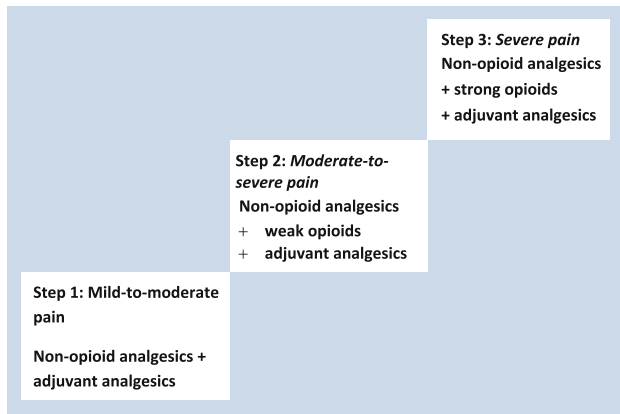 Step 3: Severe pain
Non-opioid analgesics
+ strong opioids
+ adjuvant analgesics
Step 2: Moderate-to-
severe pain
Non-opioid analgesics
+ weak opioids
+ adjuvant analgesics
Step 1: Mild-to-moderate
pain
Non-opioid analgesics +
adjuvant analgesics